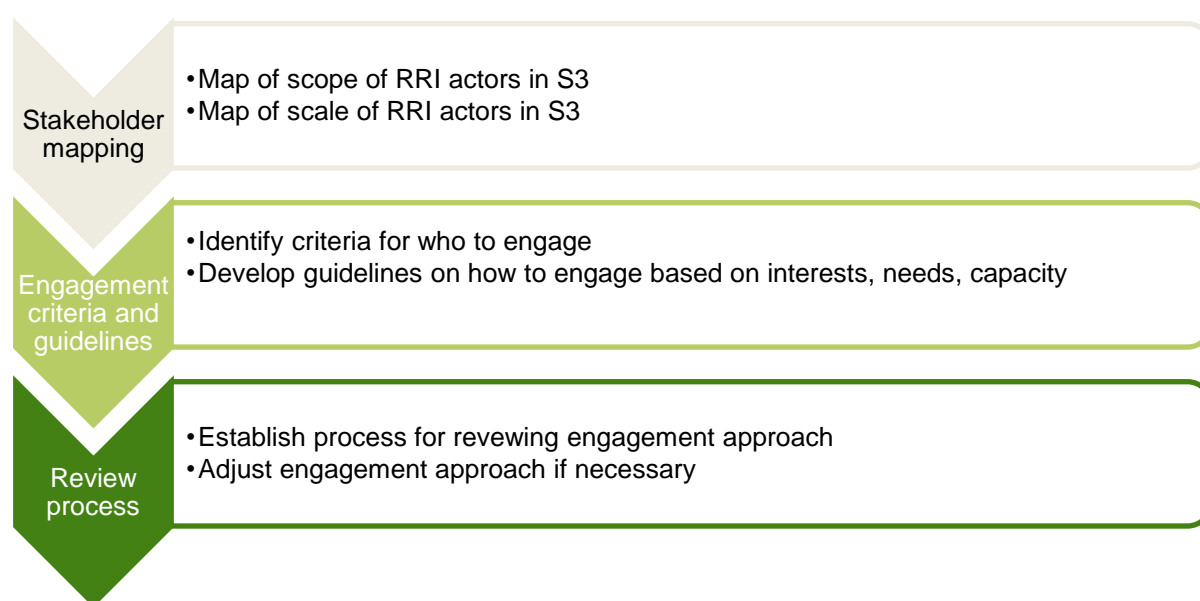 Stakeholder
mapping
•Map of scope of RRI actors in S3
•Map of scale of RRI actors in S3
Engagement
criteria and
guidelines
•Identify criteria for who to engage
•Develop guidelines on how to engage based on interests, needs, capacity
Review
process
•Establish process for revewing engagement approach
•Adjust engagement approach if necessary